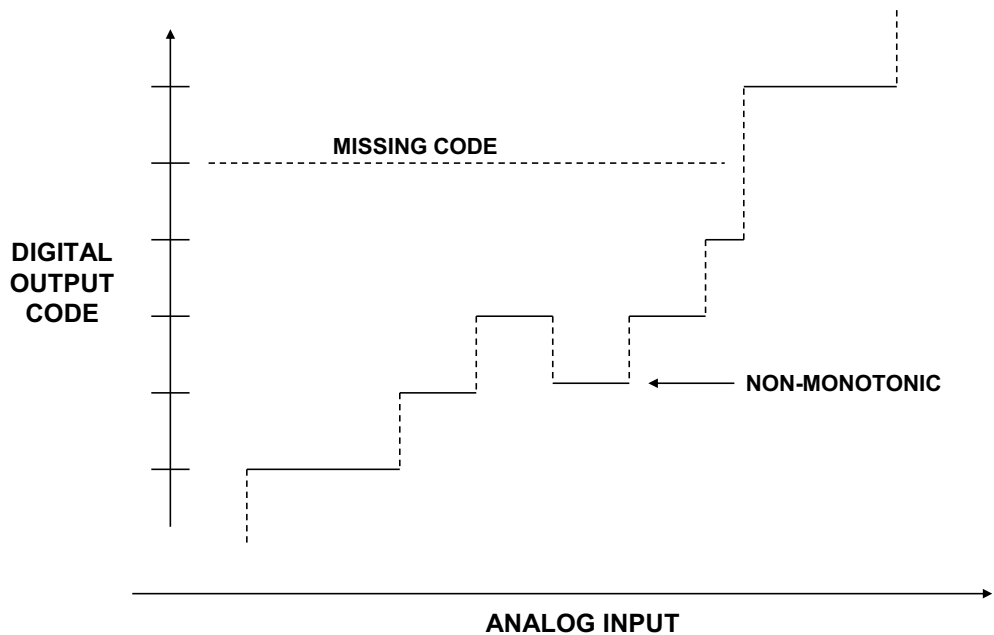 MISSING CODE
DIGITAL
OUTPUT
CODE
NON-MONOTONIC
ANALOG INPUT